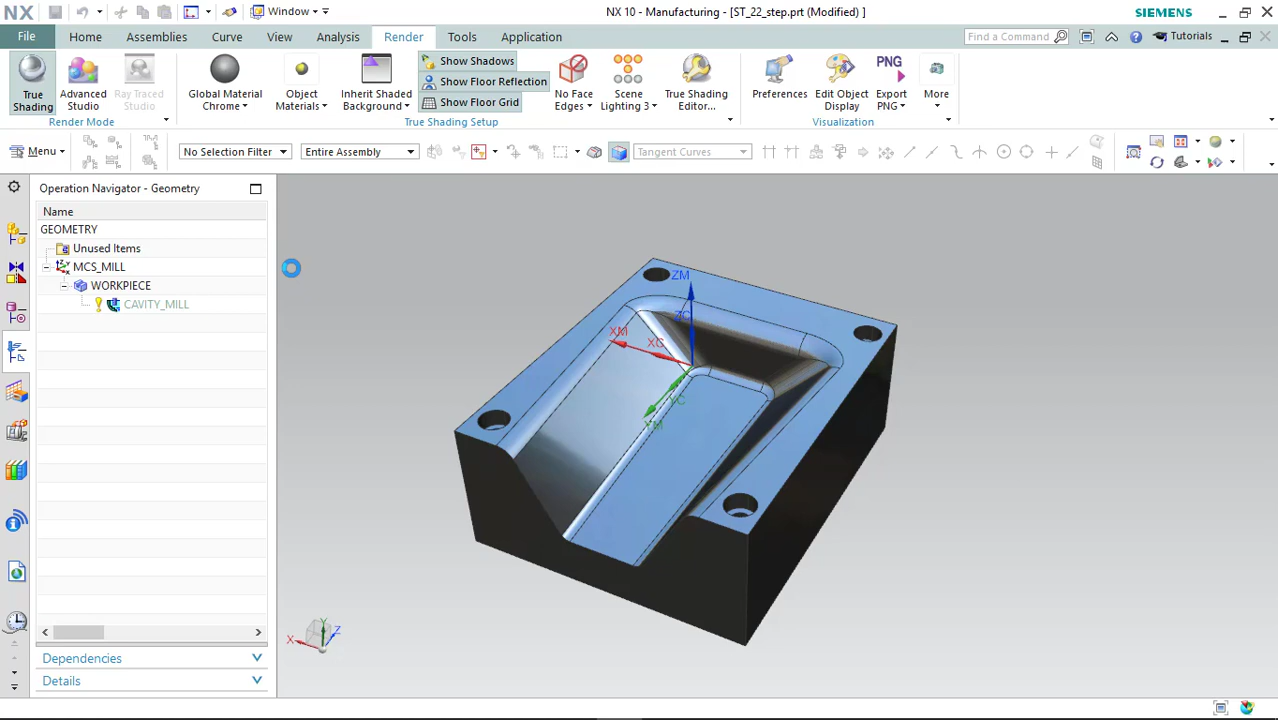 NX
Window
NX 10 - Manufacturing - [ST_22_step.prt (Modified) ]
SIEMENS
File
Home
Assemblies
Curve
View
Analysis
Render
Tools
Application
Find a Command
Tutorials
True Shading
Advanced Studio
Ray Traced Studio
Render Mode
Global Material Chrome
Object Materials
Inherit Shaded Background
Show Shadows
Show Floor Reflection
Show Floor Grid
No Face Edges
Scene Lighting 3
True Shading Editor...
True Shading Setup
Preferences
Edit Object Display
PNG
Export PNG
More
Visualization
Menu
No Selection Filter
Entire Assembly
Tangent Curves
Operation Navigator - Geometry
Name
GEOMETRY
Unused Items
MCS_MILL
WORKPIECE
CAVITY_MILL
Dependencies
Details
ZM
ZC
XM
XC
YC
YM
X
Y
Z